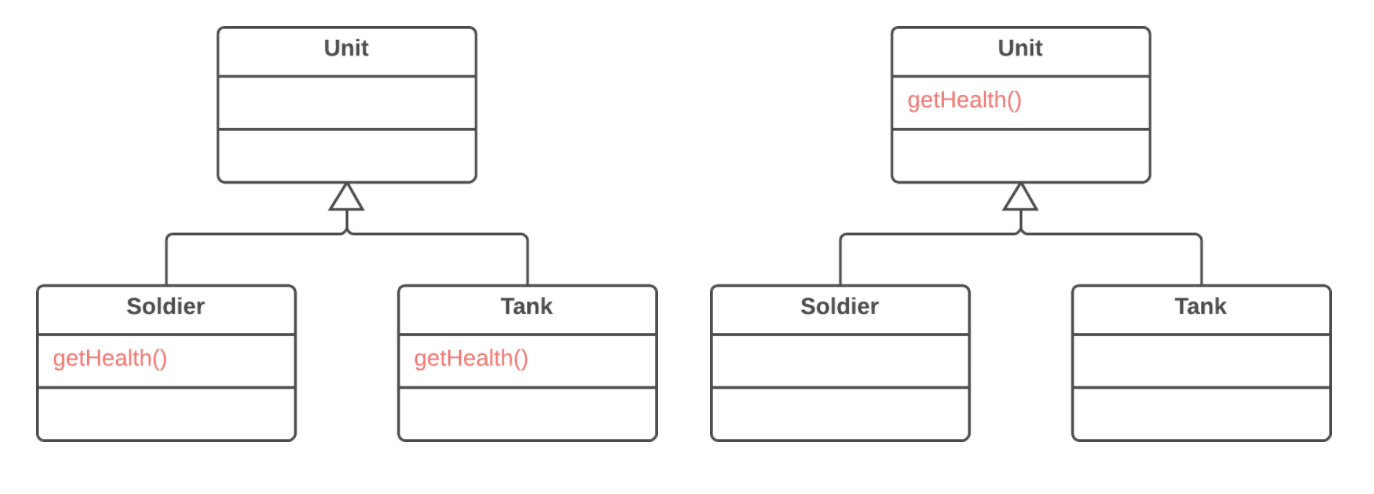 Unit
Soldier
getHealth()
Tank
getHealth()
Unit
getHealth()
Soldier
Tank